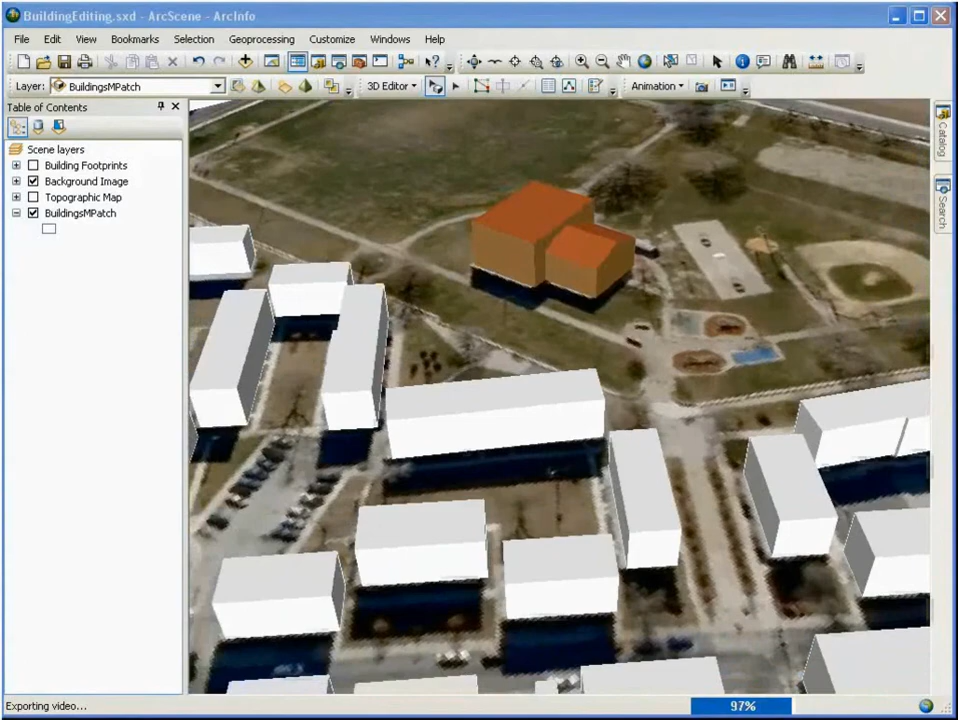 BuildingEditing.sxd - ArcScene - ArcInfo
File Edit View Bookmarks Selection Geoprocessing Customize Windows Help
Layer: BuildingsMPatch 3D Editor Animation
Table of Contents
Scene layers
Building Footprints
Background Image
Topographic Map
BuildingsMPatch
Catalog
Search
Exporting video... 97%